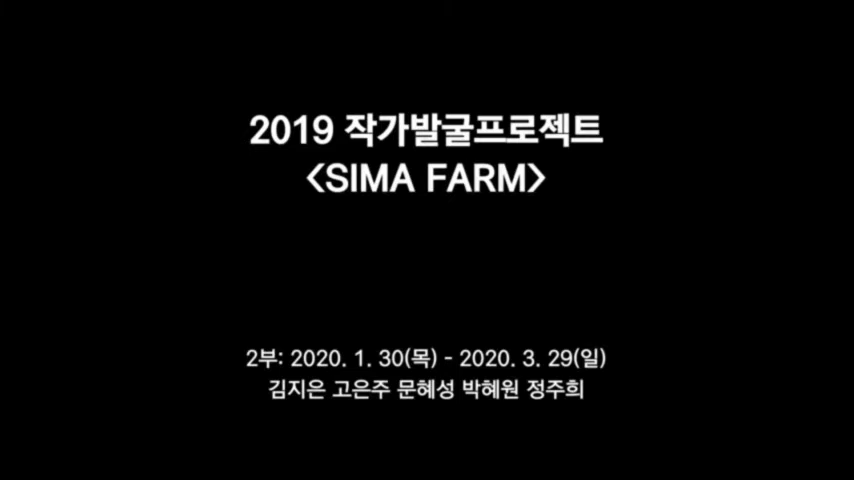 2019 작가발굴프로젝트
<SIMA FARM>
2부: 2020. 1. 30(목) - 2020. 3. 29(일)
김지은 고은주 문혜성 박혜원 정주희